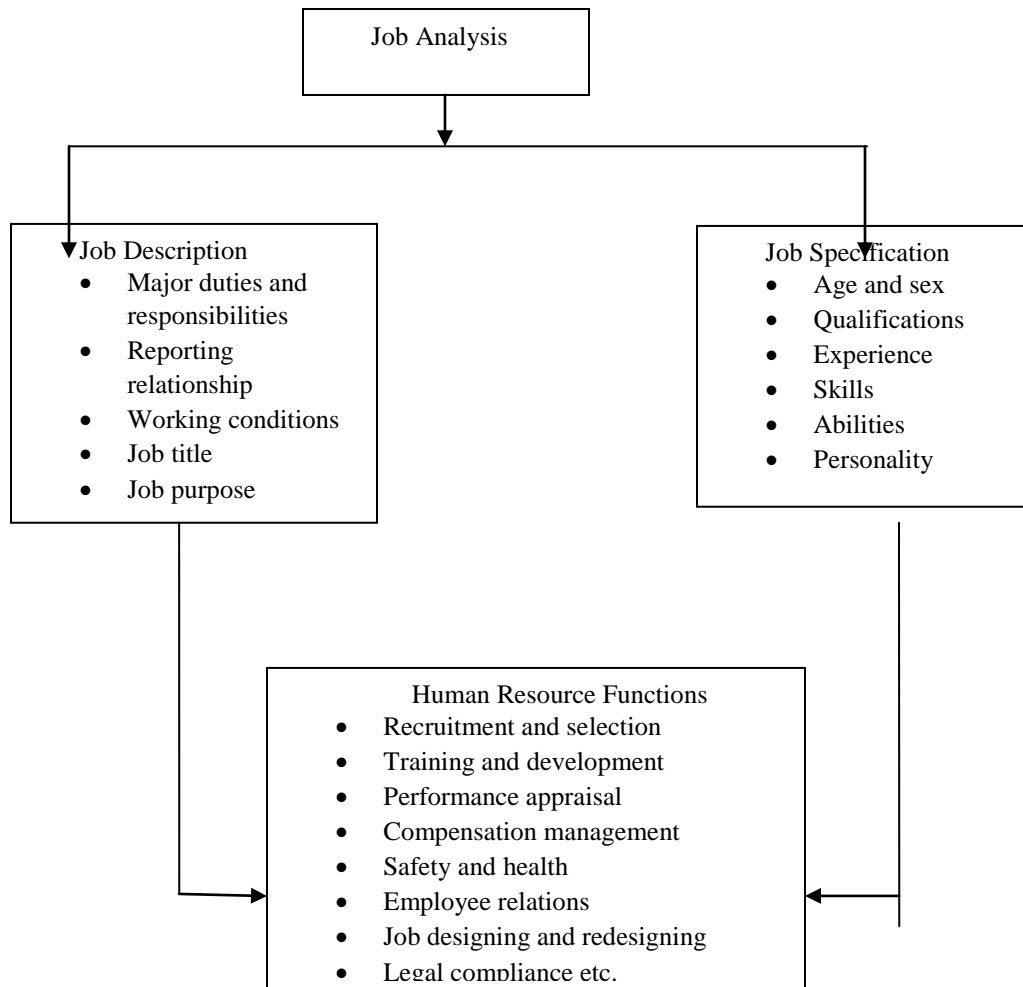 Job Analysis
Job Description
• Major duties and
responsibilities
• Reporting
relationship
• Working conditions
• Job title
• Job purpose
Job Specification
• Age and sex
• Qualifications
• Experience
• Skills
• Abilities
• Personality
Human Resource Functions
• Recruitment and selection
• Training and development
• Performance appraisal
• Compensation management
• Safety and health
• Employee relations
• Job designing and redesigning
• Legal compliance etc.